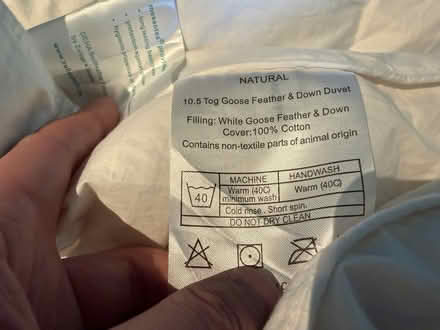 NATURAL
10.5 Tog Goose Feather & Down Duvet
Filling: White Goose Feather & Down
Cover:100% Cotton
Contains non-textile parts of animal origin
MACHINE HANDWASH
40 Warm (40C) Warm (40C)
minimum wash
Cold rinse. Short spin.
DO NOT DRY CLEAN